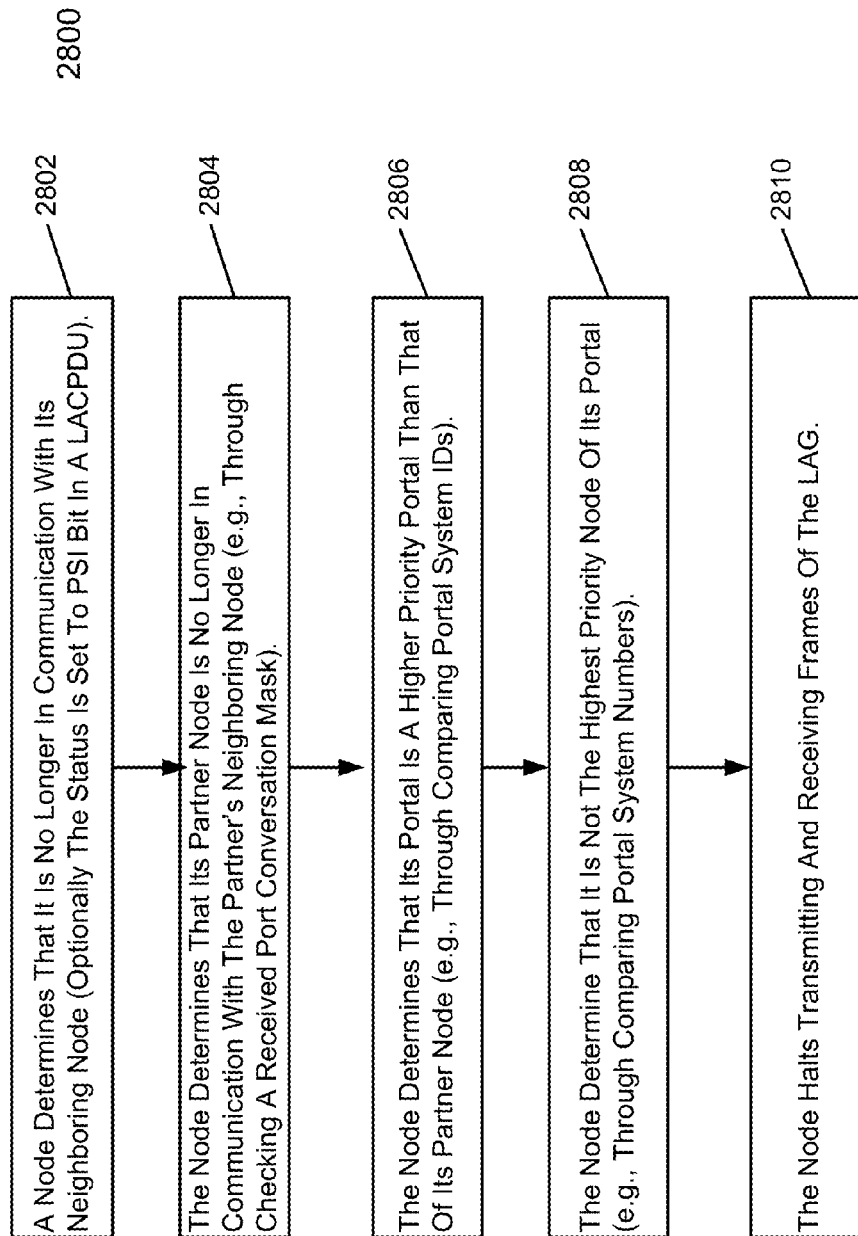 2800
A Node Determines That It Is No Longer In Communication With Its
Neighboring Node (Optionally The Status Is Set To PSI Bit In A LACPDU).
2802
The Node Determines That Its Partner Node Is No Longer In
Communication With The Partner's Neighboring Node (e.g., Through
Checking A Received Port Conversation Mask).
2804
The Node Determines That Its Portal Is A Higher Priority Portal Than That
Of Its Partner Node (e.g., Through Comparing Portal System IDs).
2806
The Node Determine That It Is Not The Highest Priority Node Of Its Portal
(e.g., Through Comparing Portal System Numbers).
2808
The Node Halts Transmitting And Receiving Frames Of The LAG.
2810